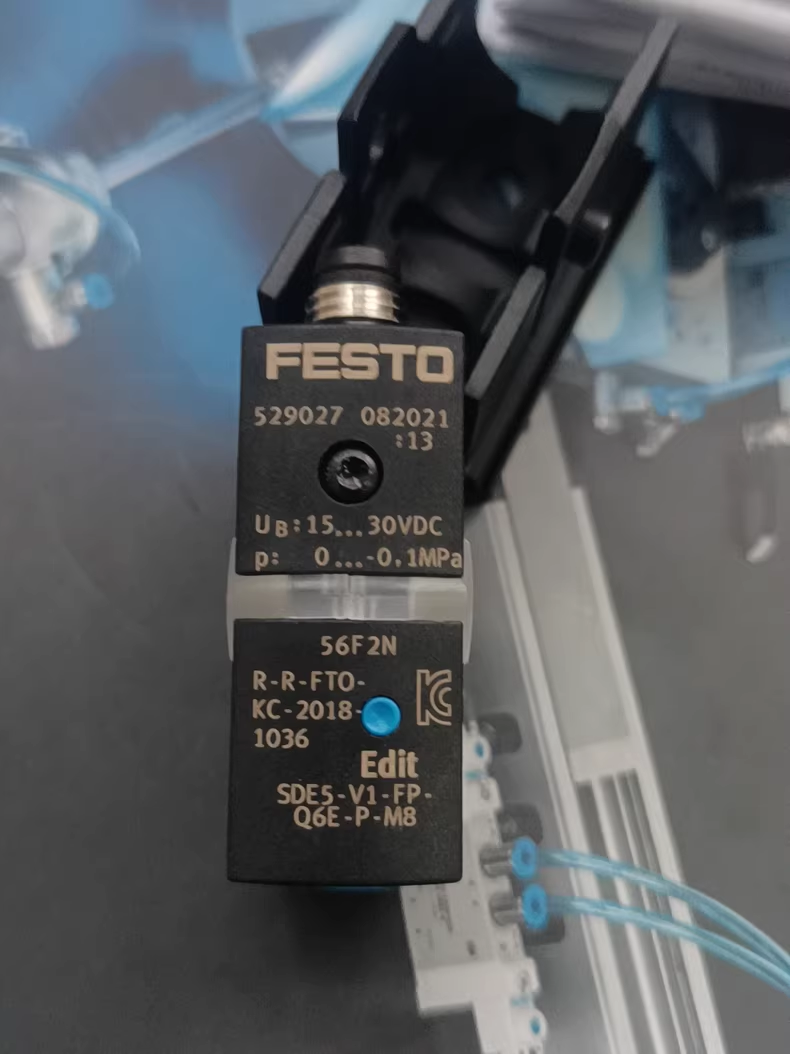 FESTO
529027 082021
:13
UB:15...30VDC
p: 0...-0,1MPa
56F2N
R-R-FTO-
KC-2018-
1036
KC
Edit
SDE5-V1-FP-
Q6E-P-M8